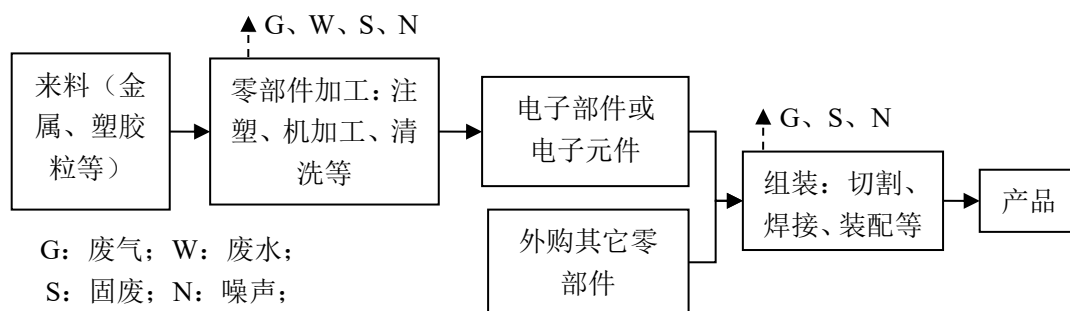 G、W、S、N
来料（金
属、塑胶
粒等）
零部件加工：注
塑、机加工、清
洗等
电子部件或
电子元件
外购其它零
部件
G、S、N
组装：切割、
焊接、装配等
产品
G：废气；W：废水；
S：固废；N：噪声；